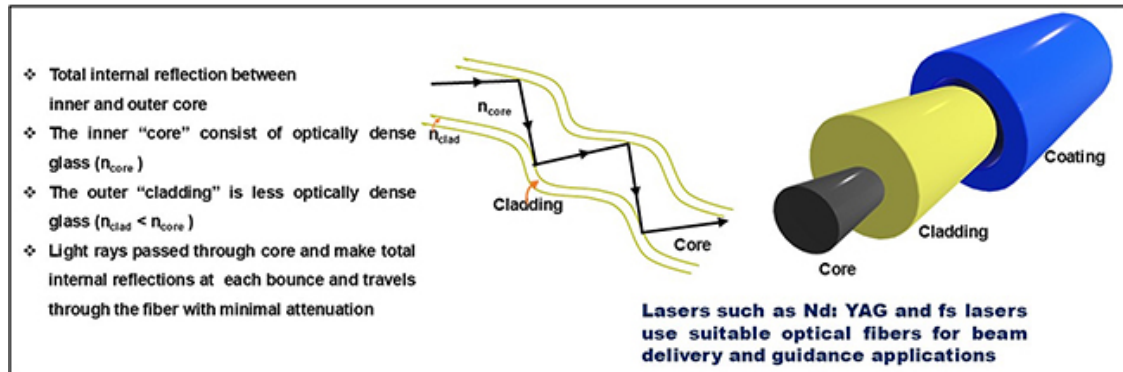 ❖ Total internal reflection between
inner and outer core
❖ The inner “core” consist of optically dense
glass (ncore )
❖ The outer “cladding” is less optically dense
glass (nclad < ncore )
❖ Light rays passed through core and make total
internal reflections at each bounce and travels
through the fiber with minimal attenuation
ncore
nclad
Cladding
Core
Coating
Cladding
Core
Lasers such as Nd: YAG and fs lasers
use suitable optical fibers for beam
delivery and guidance applications